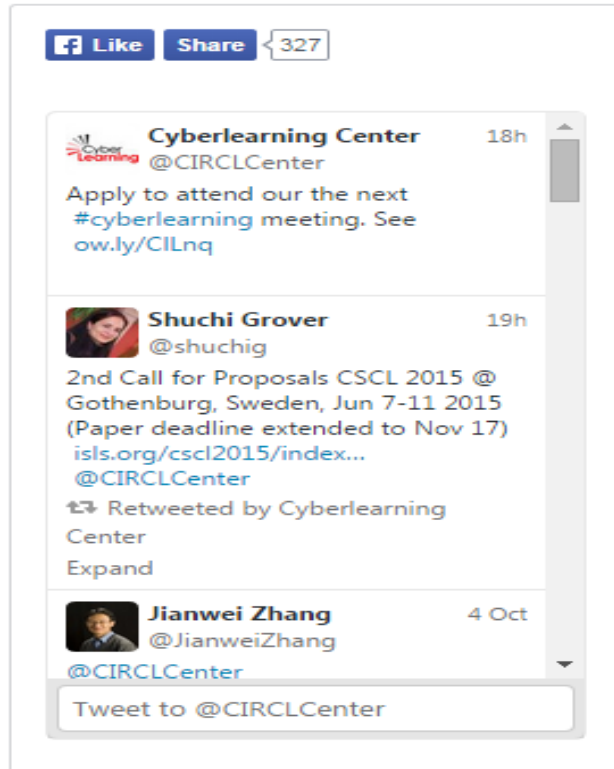 Like Share 327
Cyberlearning Center 18h
Cyber
Learning
@CIRCLCenter
Apply to attend our the next
#cyberlearning meeting. See
ow.ly/ClLnq
Shuchi Grover 19h
@shuchig
2nd Call for Proposals CSCL 2015 @
Gothenburg, Sweden, Jun 7-11 2015
(Paper deadline extended to Nov 17)
isls.org/cscl2015/index...
@CIRCLCenter
Retweeted by Cyberlearning
Center
Expand
Jianwei Zhang 4 Oct
@JianweiZhang
@CIRCLCenter
Tweet to @CIRCLCenter